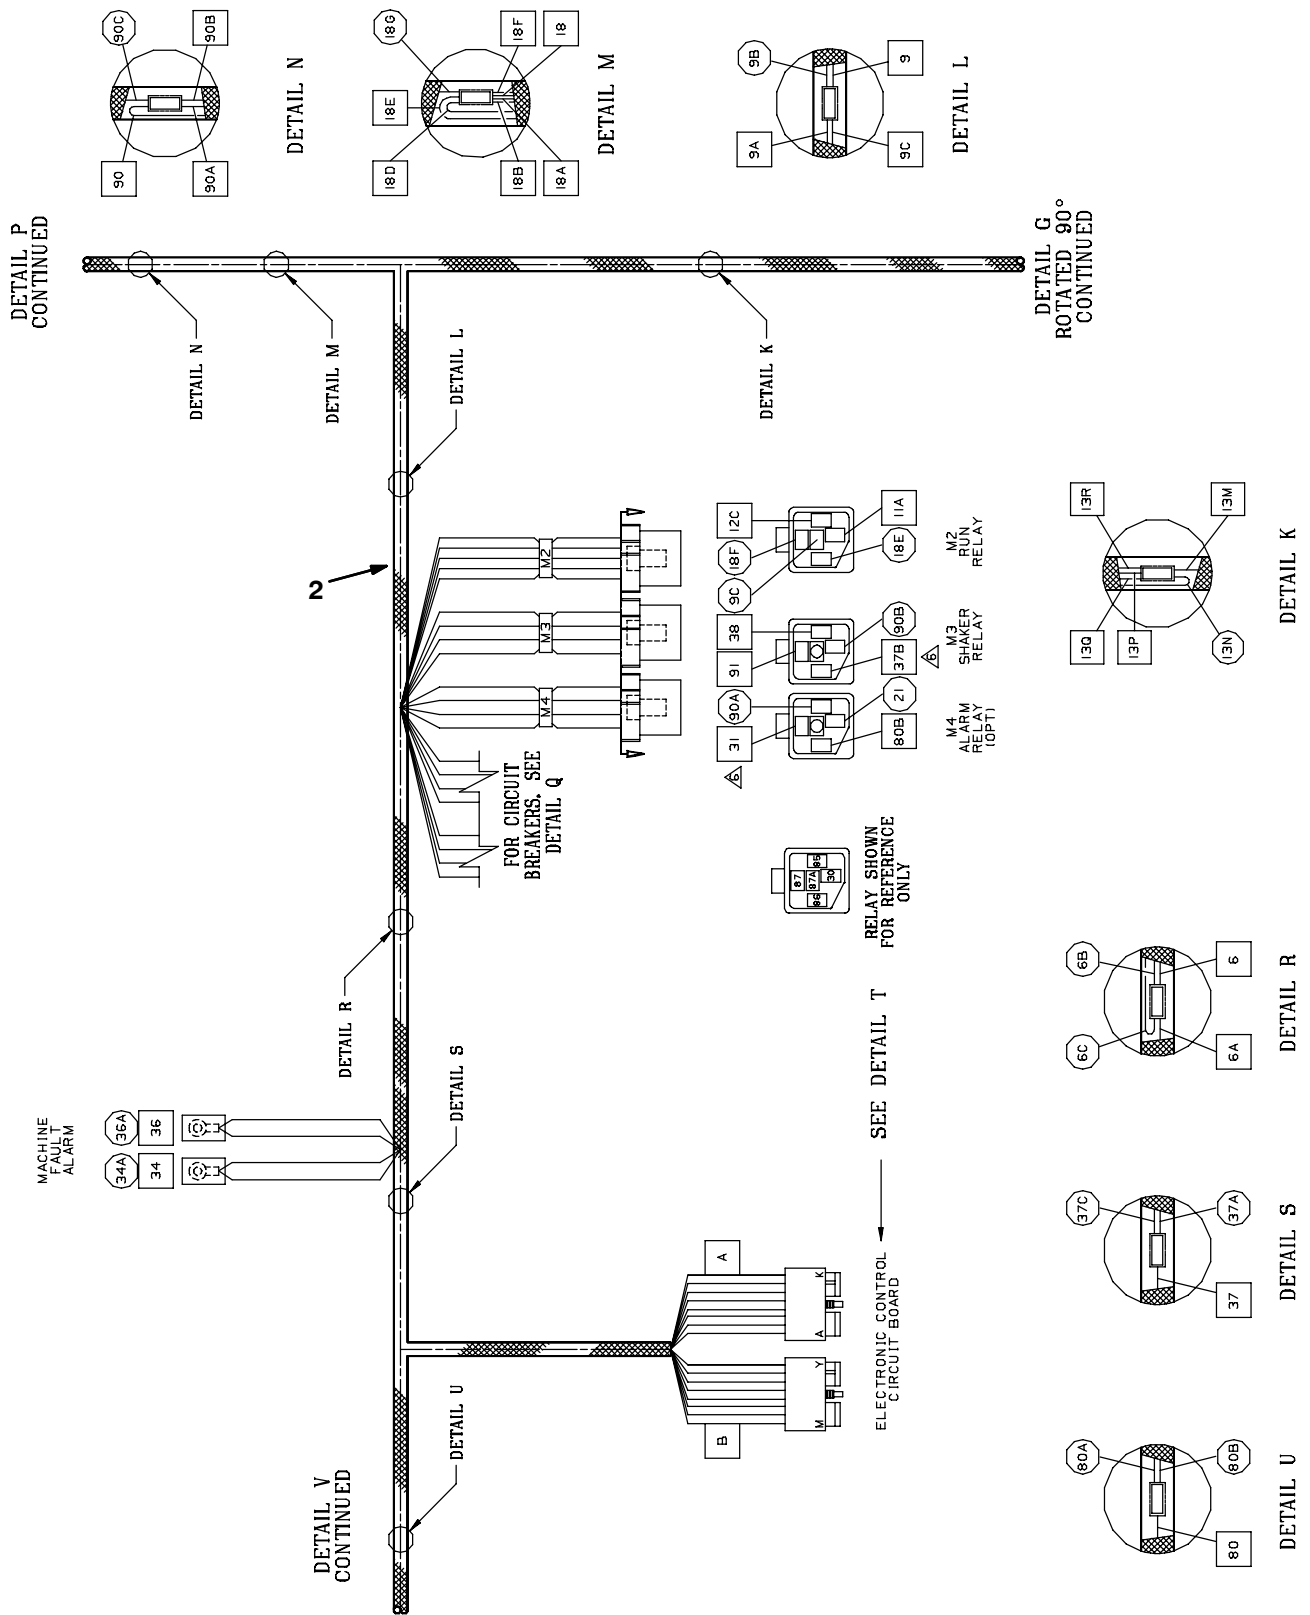 DETAIL P
CONTINUED
DETAIL N
DETAIL M
DETAIL L
DETAIL K
DETAIL G
ROTATED 90°
CONTINUED
90C
90B
90
90A
DETAIL N
18G
18F
18
18E
18D
18B
18A
DETAIL M
9B
9
9A
9C
DETAIL L
13R
13M
13Q
13P
13N
DETAIL K
2
M2
M3
M4
FOR CIRCUIT
BREAKERS. SEE
DETAIL Q
12C
18F
9C
11A
18E
M2
RUN
RELAY
38
91
90B
37B
6
M3
SHAKER
RELAY
90A
31
6
21
80B
M4
ALARM
RELAY
(OPT)
87
87A
85
86
30
RELAY SHOWN
FOR REFERENCE
ONLY
DETAIL R
MACHINE
FAULT
ALARM
36A
36
34A
34
DETAIL S
A
B
K
A
Y
M
ELECTRONIC CONTROL
CIRCUIT BOARD
SEE DETAIL T
DETAIL U
DETAIL V
CONTINUED
6B
6
6C
6A
DETAIL R
37C
37A
37
DETAIL S
80A
80B
80
DETAIL U